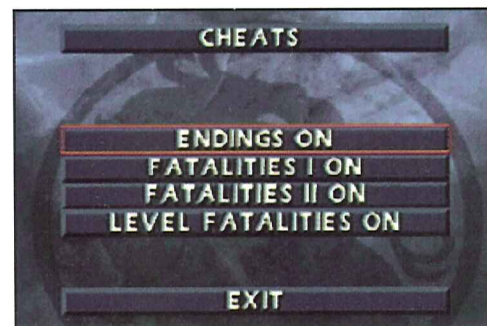 CHEATS
ENDINGS ON
FATALITIES I ON
FATALITIES II ON
LEVEL FATALITIES ON
EXIT